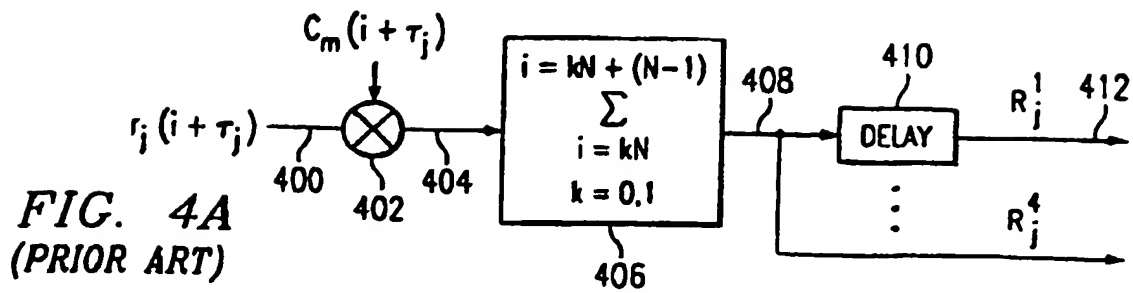 C_m(i + τ_j)
r_j(i + τ_j)
400
402
404
i = kN + (N-1)
∑
i = kN
k = 0,1
406
408
410
DELAY
R_j^1
412
R_j^4
FIG. 4A
(PRIOR ART)